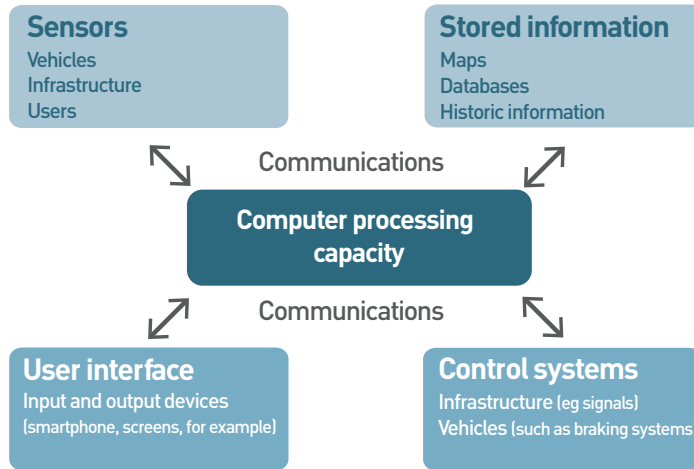 Sensors
Vehicles
Infrastructure
Users
Stored information
Maps
Databases
Historic information
Communications
Computer processing
capacity
Communications
User interface
Input and output devices
(smartphone, screens, for example)
Control systems
Infrastructure (eg signals)
Vehicles (such as braking systems